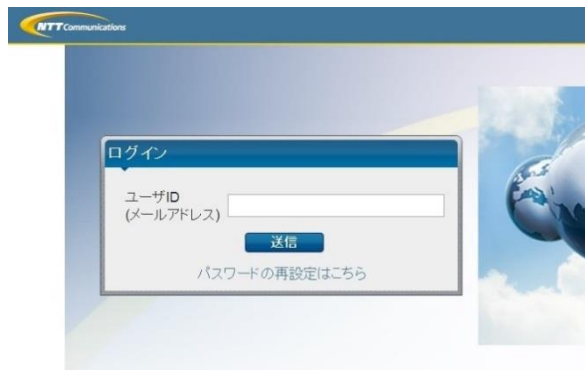 NTT Communications
ログイン
ユーザID
(メールアドレス)
送信
パスワードの再設定はこちら